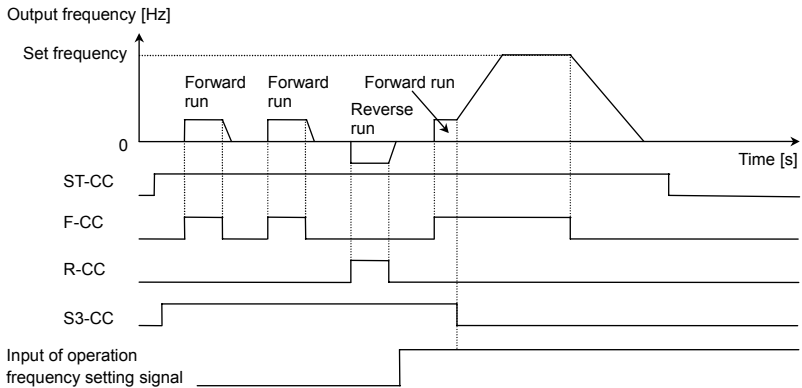 Output frequency [Hz]
Set frequency
Forward
run
Forward
run
Forward run
Reverse
run
0
Time [s]
ST-CC
F-CC
R-CC
S3-CC
Input of operation
frequency setting signal